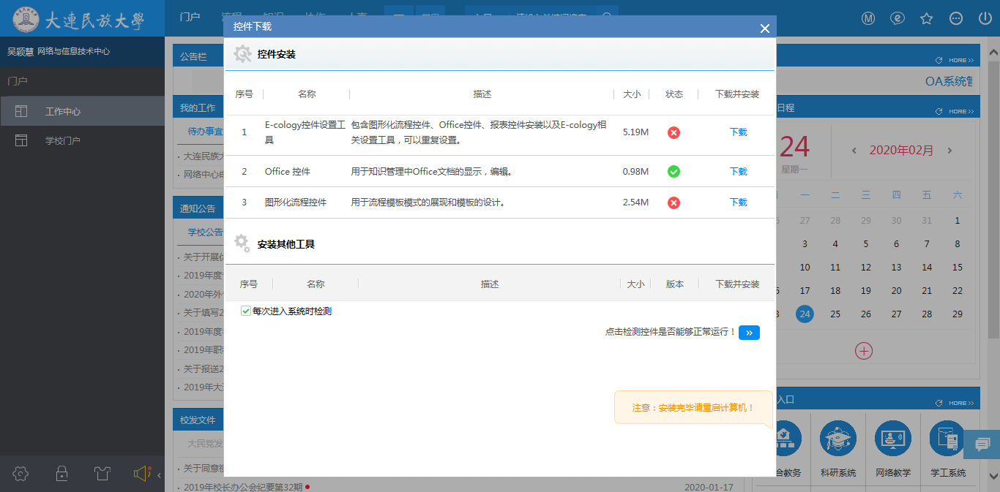 大連民族大學
门户
控件下载
吴颖慧 网络与信息技术中心
门户
工作中心
学校门户
公告栏
MORE >>
OA系统管
我的工作
待办事宜
· 大连民族大
· 网络中心申
通知公告
学校公告
· 关于开展优
· 2019年度
· 2020年外
· 关于填写2
· 2019年度
· 2019年职
· 关于报送2
· 2019年大
校发文件
大民党发
· 关于同意
· 2019年校长办公会纪要第32期
2020-01-17
控件安装
序号 名称 描述 大小 状态 下载并安装
1 E-cology控件设置工具 包含图形化流程控件、Office控件、报表控件安装以及E-cology相关设置工具，可以重复设置。 5.19M 下载
2 Office 控件 用于知识管理中Office文档的显示，编辑。 0.98M 下载
3 图形化流程控件 用于流程模板模式的展现和模板的设计。 2.54M 下载
安装其他工具
序号 名称 描述 大小 版本 下载并安装
每次进入系统时检测
点击检测控件是否能够正常运行！ »
注意：安装完毕请重启计算机！
日程
MORE >>
24
星期一
< 2020年02月 >
一 二 三 四 五 六
27 28 29 30 31 1
3 4 5 6 7 8
10 11 12 13 14 15
17 18 19 20 21 22
24 25 26 27 28 29
入口
MORE >>
合教务 科研系统 网络教学 学工系统